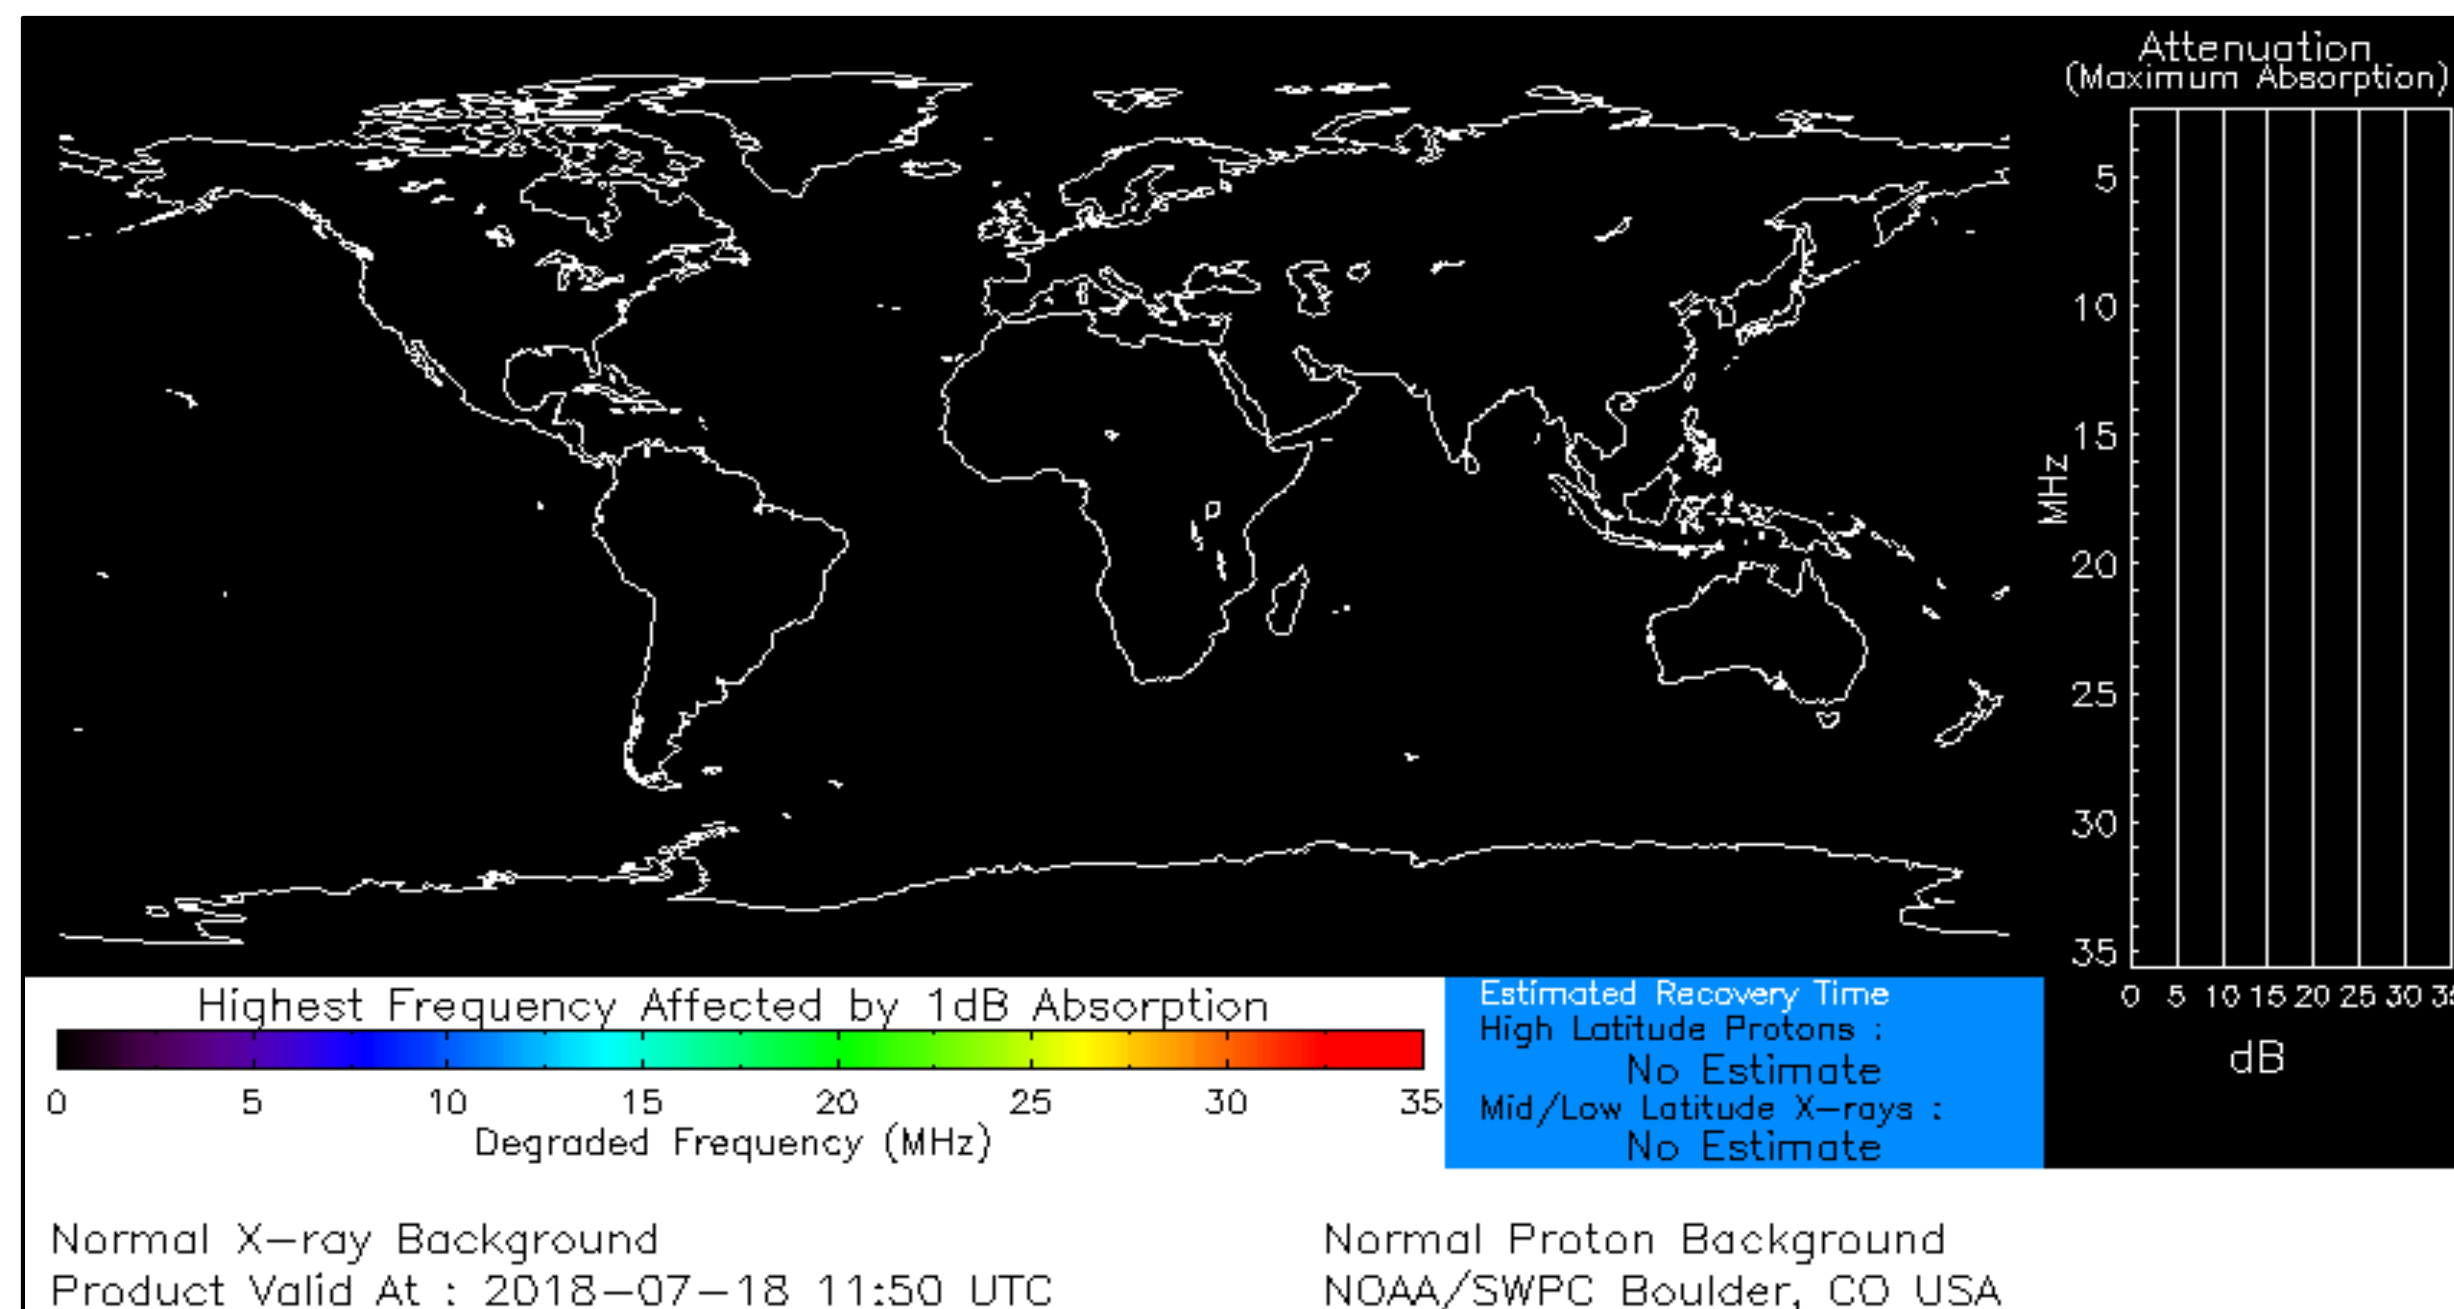 Attenuation
(Maximum Absorption)
5
10
15
20
25
30
35
MHz
0 5 10 15 20 25 30
dB
Highest Frequency Affected by 1dB Absorption
0 5 10 15 20 25 30 35
Degraded Frequency (MHz)
Estimated Recovery Time
High Latitude Protons :
No Estimate
Mid/Low Latitude X-rays :
No Estimate
Normal X-ray Background
Normal Proton Background
Product Valid At : 2018-07-18 11:50 UTC
NOAA/SWPC Boulder, CO USA